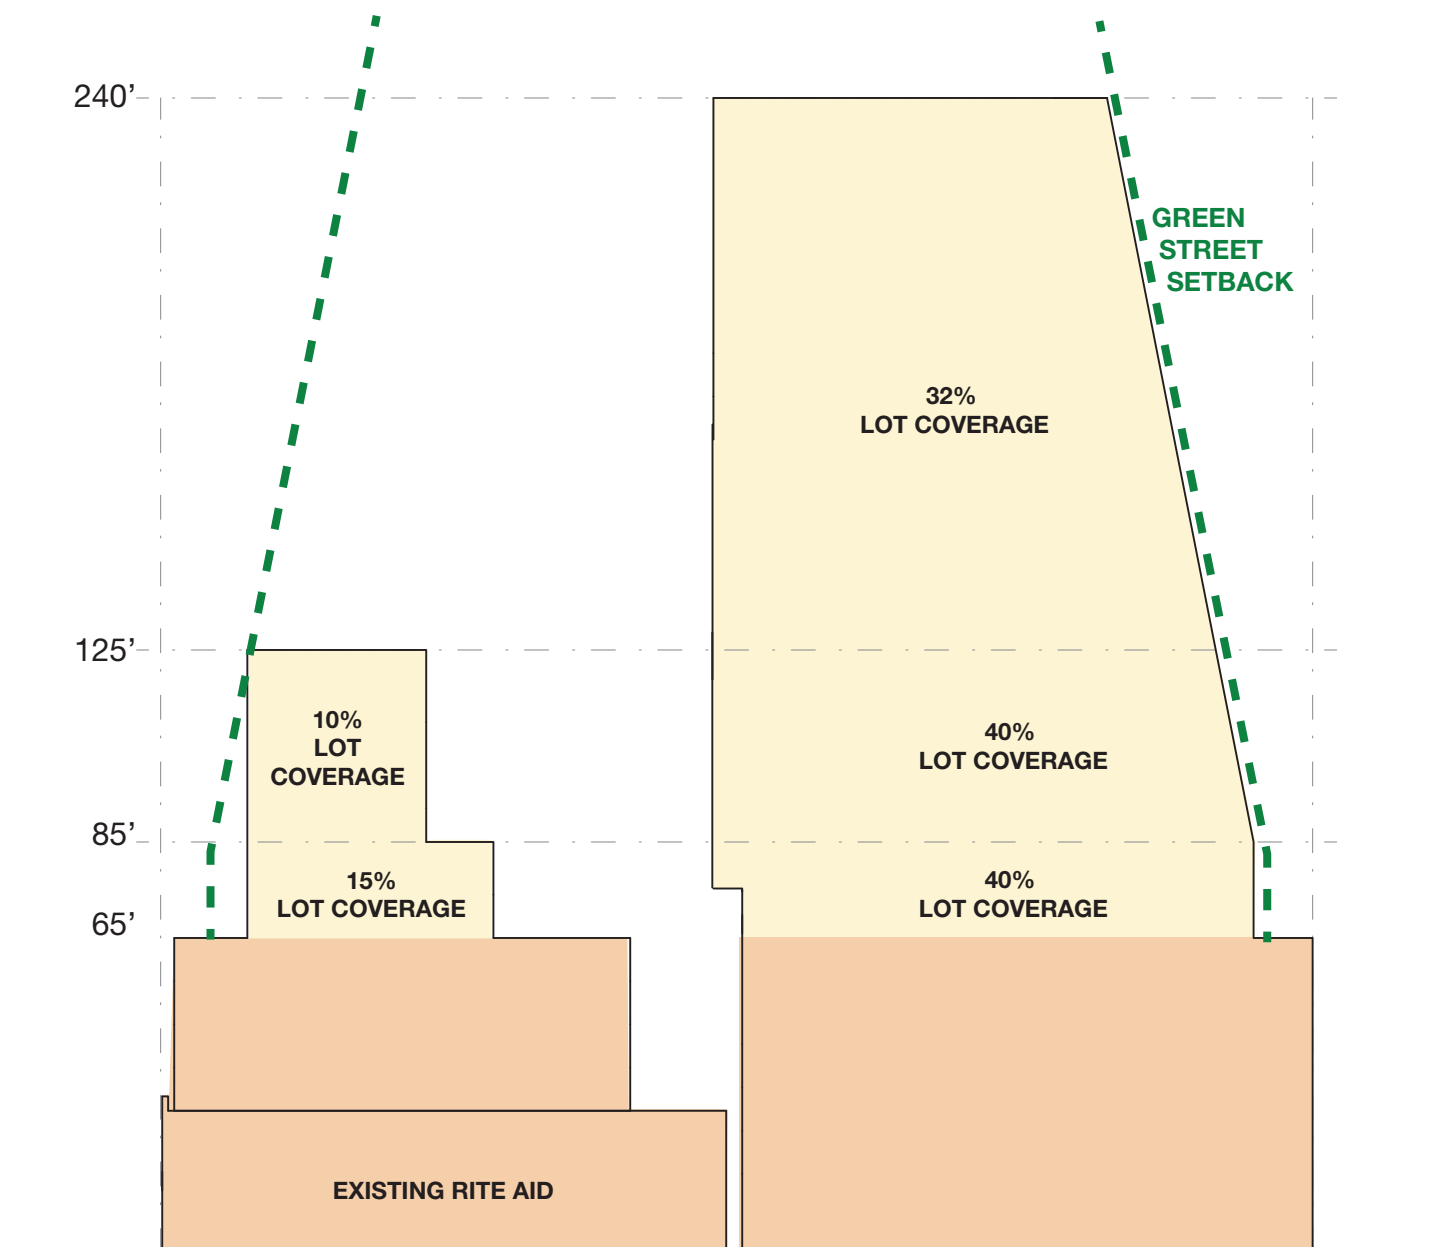 240’
GREEN
STREET
SETBACK
32%
LOT COVERAGE
125’
10%
LOT
COVERAGE
40%
LOT COVERAGE
85’
15%
LOT COVERAGE
40%
LOT COVERAGE
65’
EXISTING RITE AID